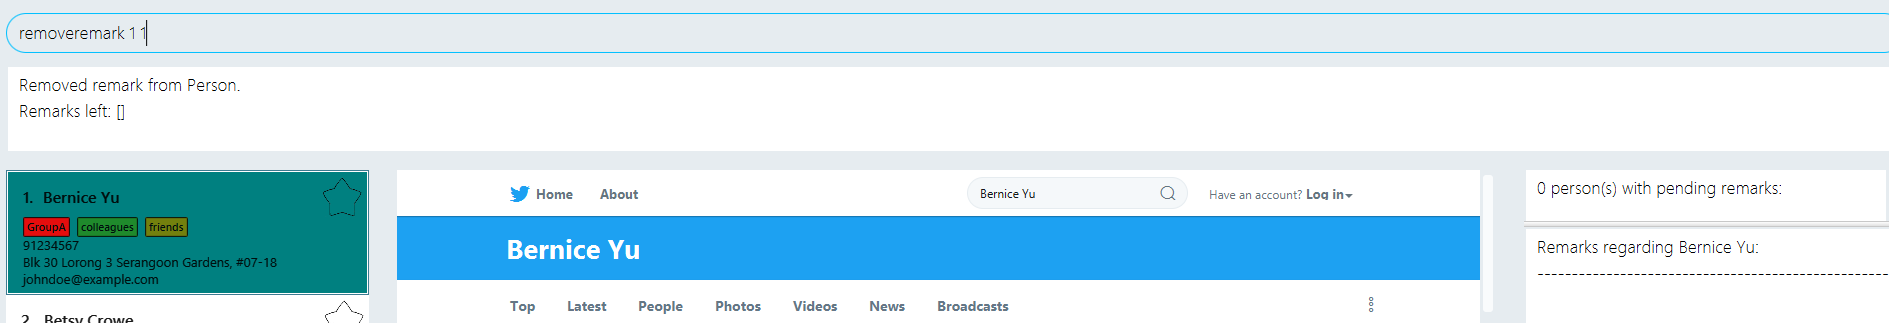 removeremark 1 1
Removed remark from Person.
Remarks left: []
1. Bernice Yu
GroupA colleagues friends
91234567
Blk 30 Lorong 3 Serangoon Gardens, #07-18
johndoe@example.com
2. Betsy Crowe
Home About Bernice Yu Have an account? Log in
Bernice Yu
Top Latest People Photos Videos News Broadcasts
0 person(s) with pending remarks:
Remarks regarding Bernice Yu: